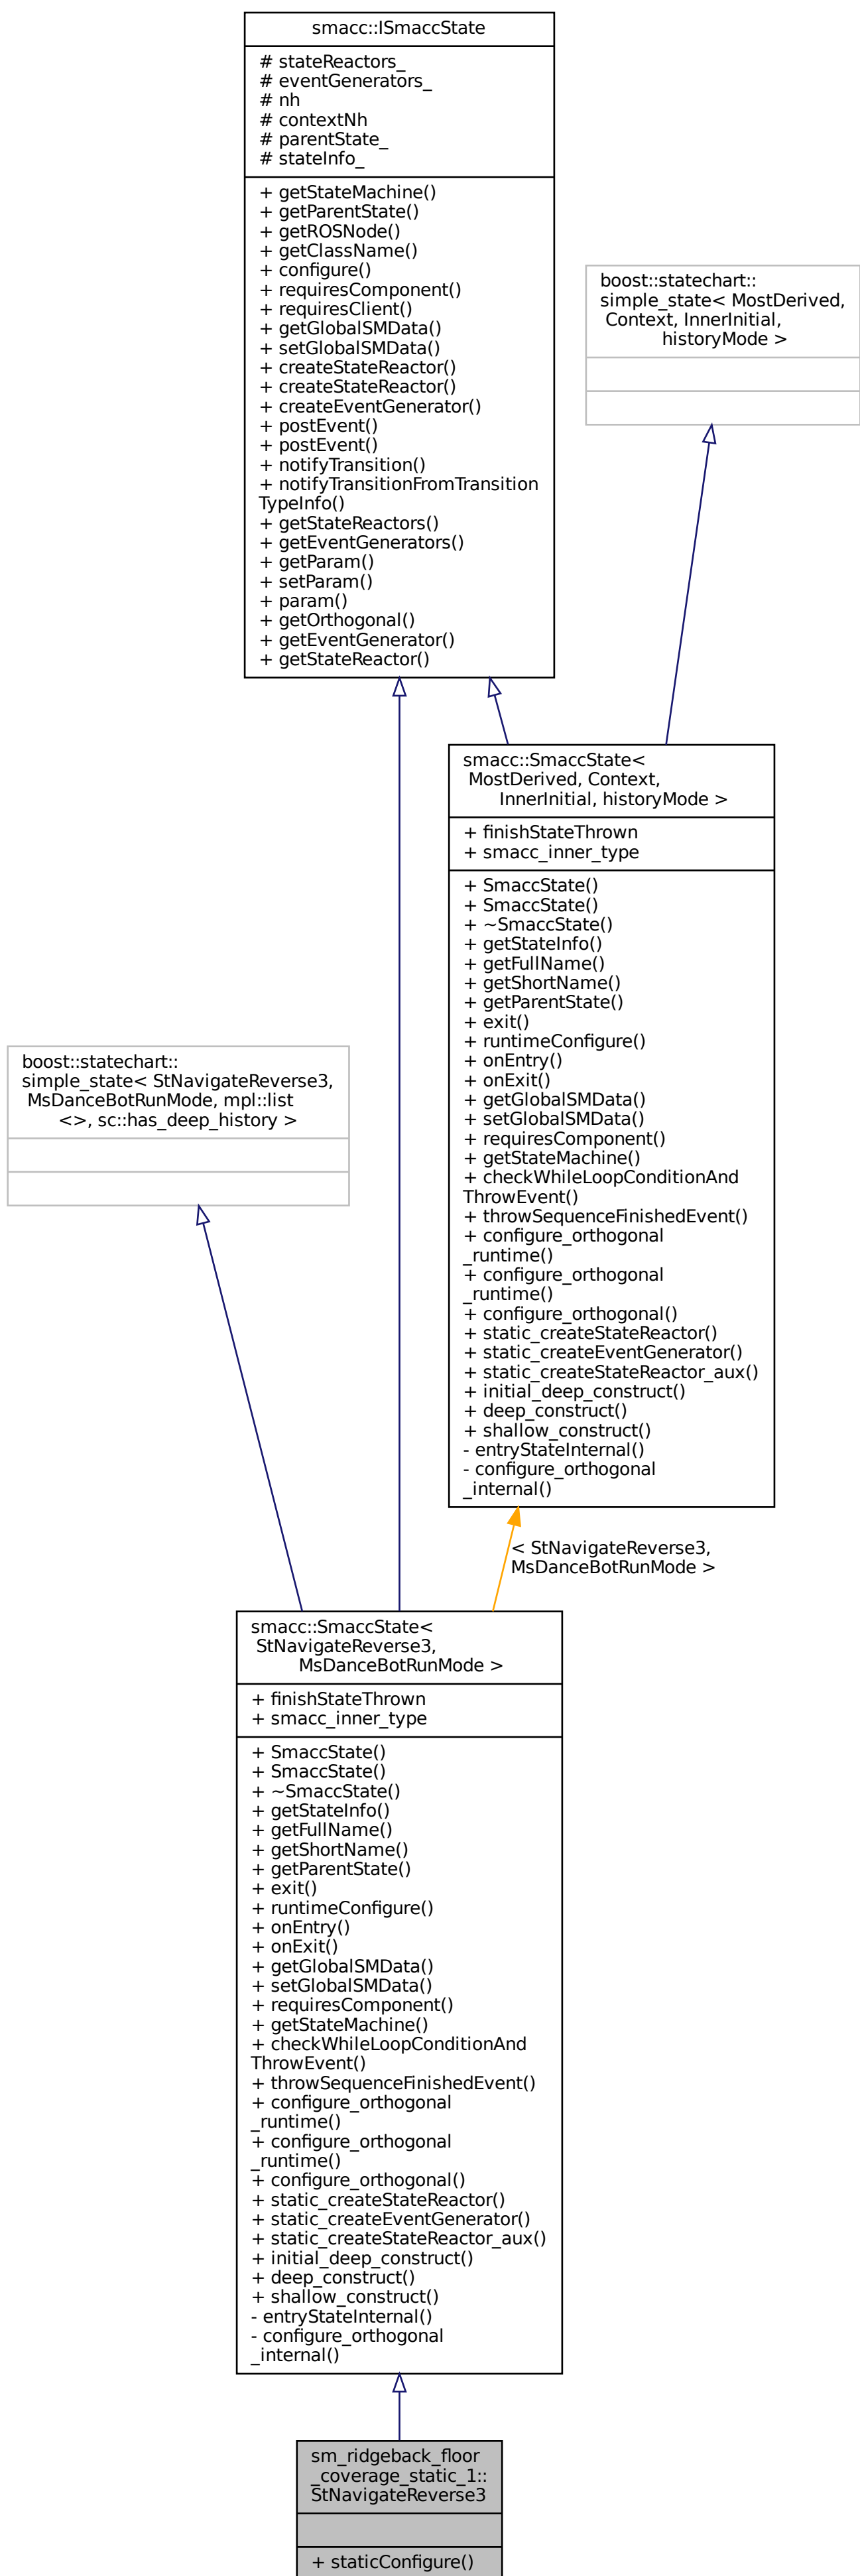 smacc::ISmaccState
# stateReactors_
# eventGenerators_
# nh
# contextNh
# parentState_
# stateInfo_
+ getStateMachine()
+ getParentState()
+ getROSNode()
+ getClassName()
+ configure()
+ requiresComponent()
+ requiresClient()
+ getGlobalSMData()
+ setGlobalSMData()
+ createStateReactor()
+ createStateReactor()
+ createEventGenerator()
+ postEvent()
+ postEvent()
+ notifyTransition()
+ notifyTransitionFromTransition
TypeInfo()
+ getStateReactors()
+ getEventGenerators()
+ getParam()
+ setParam()
+ param()
+ getOrthogonal()
+ getEventGenerator()
+ getStateReactor()
boost::statechart::
simple_state< MostDerived,
Context, InnerInitial,
historyMode >
smacc::SmaccState<
MostDerived, Context,
InnerInitial, historyMode >
+ finishStateThrown
+ smacc_inner_type
+ SmaccState()
+ SmaccState()
+ ~SmaccState()
+ getStateInfo()
+ getFullName()
+ getShortName()
+ getParentState()
+ exit()
+ runtimeConfigure()
+ onEntry()
+ onExit()
+ getGlobalSMData()
+ setGlobalSMData()
+ requiresComponent()
+ getStateMachine()
+ checkWhileLoopConditionAnd
ThrowEvent()
+ throwSequenceFinishedEvent()
+ configure_orthogonal
_runtime()
+ configure_orthogonal
_runtime()
+ configure_orthogonal()
+ static_createStateReactor()
+ static_createEventGenerator()
+ static_createStateReactor_aux()
+ initial_deep_construct()
+ deep_construct()
+ shallow_construct()
- entryStateInternal()
- configure_orthogonal
_internal()
boost::statechart::
simple_state< StNavigateReverse3,
MsDanceBotRunMode, mpl::list
<>, sc::has_deep_history >
< StNavigateReverse3,
MsDanceBotRunMode >
smacc::SmaccState<
StNavigateReverse3,
MsDanceBotRunMode >
+ finishStateThrown
+ smacc_inner_type
+ SmaccState()
+ SmaccState()
+ ~SmaccState()
+ getStateInfo()
+ getFullName()
+ getShortName()
+ getParentState()
+ exit()
+ runtimeConfigure()
+ onEntry()
+ onExit()
+ getGlobalSMData()
+ setGlobalSMData()
+ requiresComponent()
+ getStateMachine()
+ checkWhileLoopConditionAnd
ThrowEvent()
+ throwSequenceFinishedEvent()
+ configure_orthogonal
_runtime()
+ configure_orthogonal
_runtime()
+ configure_orthogonal()
+ static_createStateReactor()
+ static_createEventGenerator()
+ static_createStateReactor_aux()
+ initial_deep_construct()
+ deep_construct()
+ shallow_construct()
- entryStateInternal()
- configure_orthogonal
_internal()
sm_ridgeback_floor
_coverage_static_1::
StNavigateReverse3
+ staticConfigure()